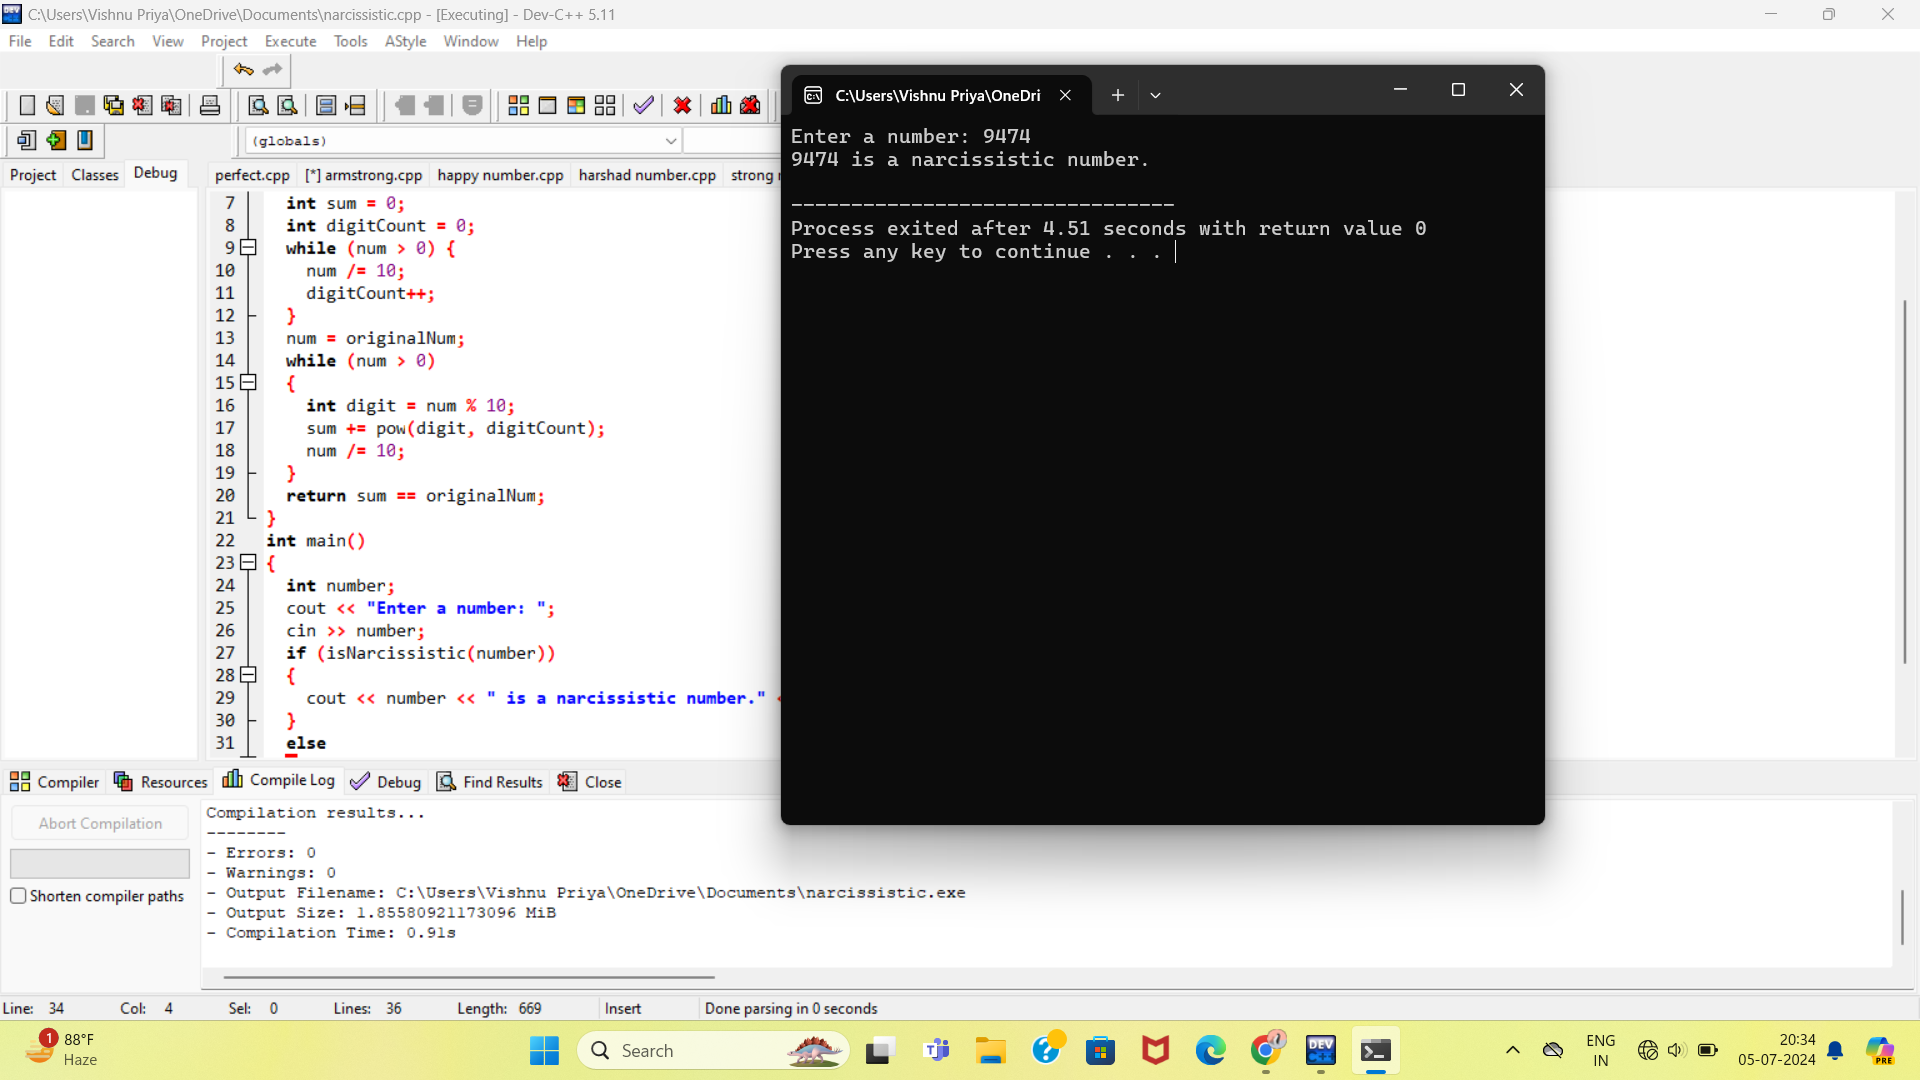 C:\Users\Vishnu Priya\OneDrive\Documents\narcissistic.cpp - [Executing] - Dev-C++ 5.11
File Edit Search View Project Execute Tools AStyle Window Help
(globals)
Project Classes Debug
perfect.cpp [*] armstrong.cpp happy number.cpp harshad number.cpp strong
7 int sum = 0;
8 int digitCount = 0;
9 while (num > 0) {
10 num /= 10;
11 digitCount++;
12 }
13 num = originalNum;
14 while (num > 0)
15 {
16 int digit = num % 10;
17 sum += pow(digit, digitCount);
18 num /= 10;
19 }
20 return sum == originalNum;
21 }
22 int main()
23 {
24 int number;
25 cout << "Enter a number: ";
26 cin >> number;
27 if (isNarcissistic(number))
28 {
29 cout << number << " is a narcissistic number."
30 }
31 else
C:\Users\Vishnu Priya\OneDri
Enter a number: 9474
9474 is a narcissistic number.
--------------------------------
Process exited after 4.51 seconds with return value 0
Press any key to continue . . .
Compiler Resources Compile Log Debug Find Results Close
Abort Compilation
Shorten compiler paths
Compilation results...
--------
- Errors: 0
- Warnings: 0
- Output Filename: C:\Users\Vishnu Priya\OneDrive\Documents\narcissistic.exe
- Output Size: 1.85580921173096 MiB
- Compilation Time: 0.91s
Line: 34 Col: 4 Sel: 0 Lines: 36 Length: 669 Insert Done parsing in 0 seconds
1
88°F
Haze
Search
DEV
ENG
IN
20:34
05-07-2024
PRE